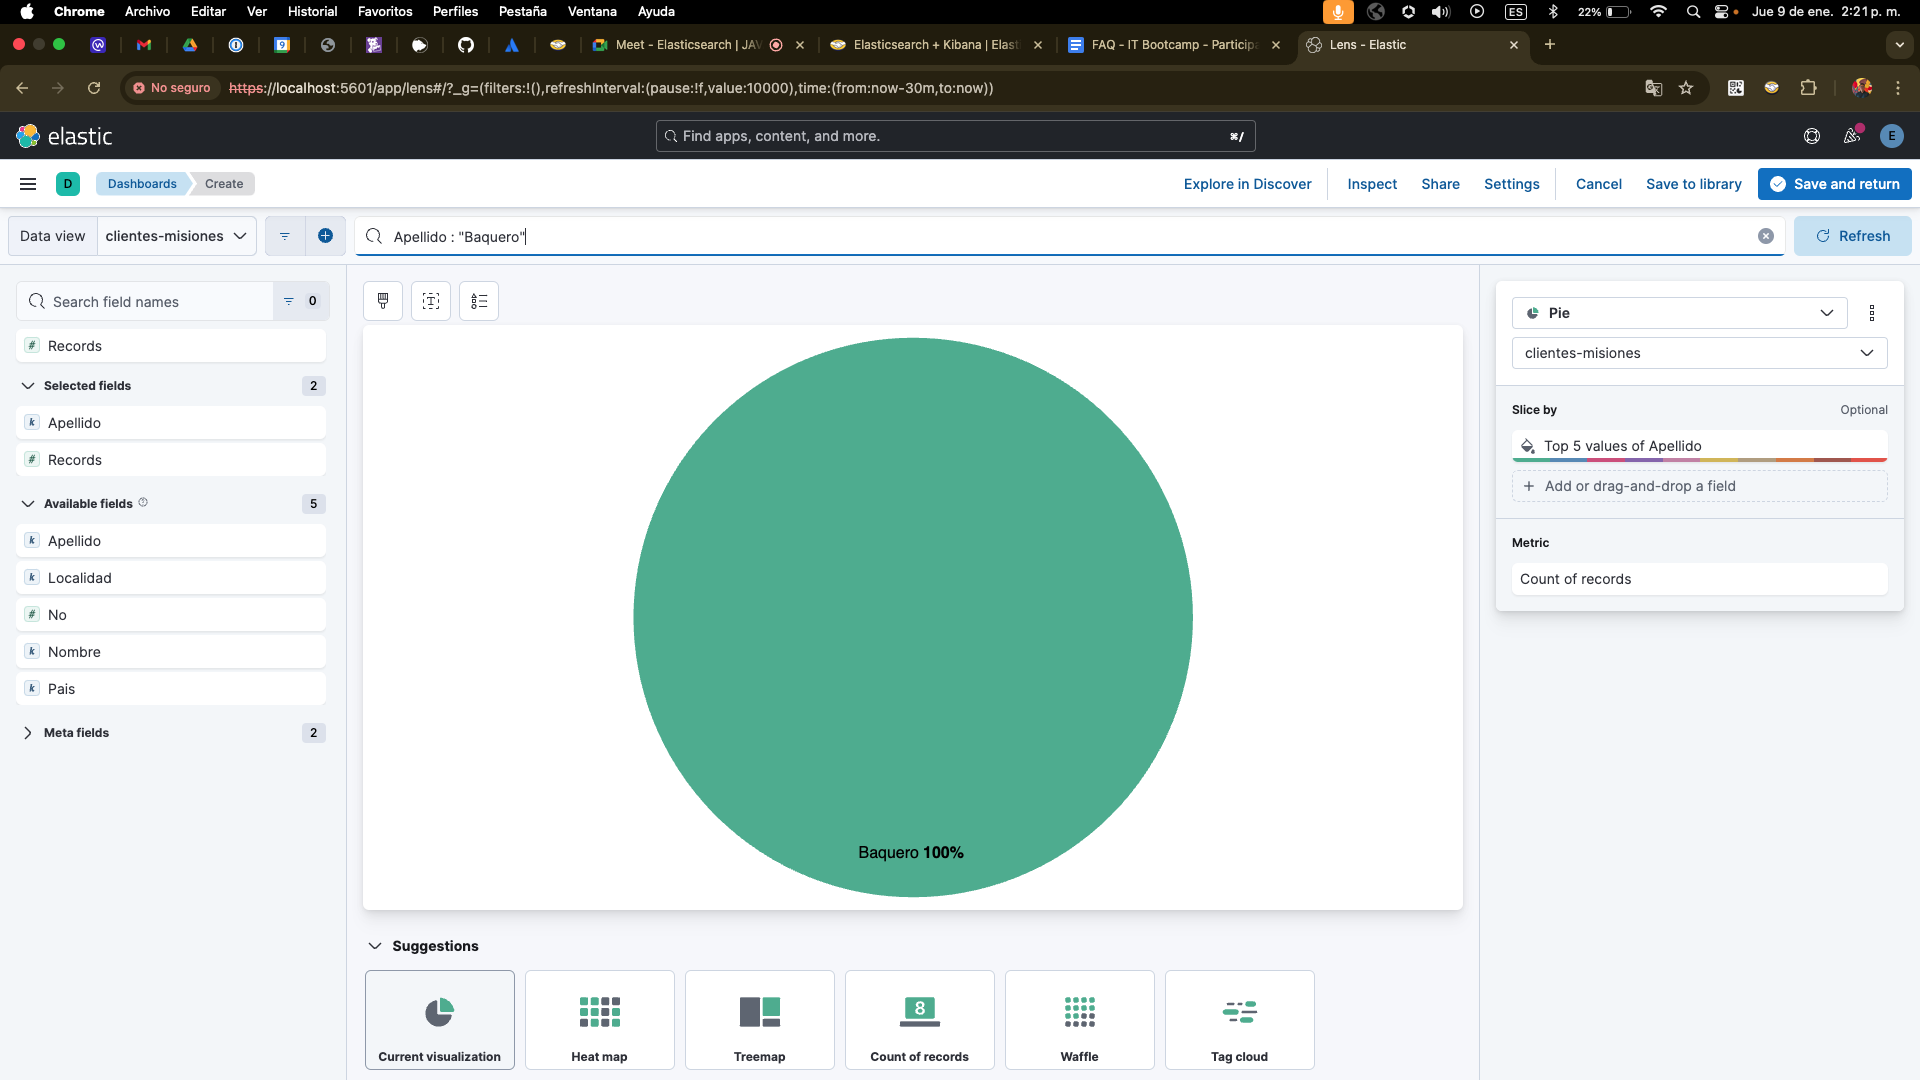 Chrome Archivo Editar Ver Historial Favoritos Perfiles Pestaña Ventana Ayuda ES 22% Jue 9 de ene. 2:21 p. m.
Meet - Elasticsearch | JAV Elasticsearch + Kibana | Elast FAQ - IT Bootcamp - Participa Lens - Elastic
No seguro https://localhost:5601/app/lens#/?_g=(filters:!(),refreshInterval:(pause:!f,value:10000),time:(from:now-30m,to:now))
elastic Find apps, content, and more. ⌘/ E
D Dashboards Create Explore in Discover Inspect Share Settings Cancel Save to library Save and return
Data view clientes-misiones Apellido : "Baquero" Refresh
Search field names 0
# Records
Selected fields 2
k Apellido
# Records
Available fields 5
k Apellido
k Localidad
# No
k Nombre
k Pais
Meta fields 2
Baquero 100%
Suggestions
Current visualization
Heat map
Treemap
8
Count of records
Waffle
Tag cloud
Pie
clientes-misiones
Slice by Optional
Top 5 values of Apellido
+ Add or drag-and-drop a field
Metric
Count of records